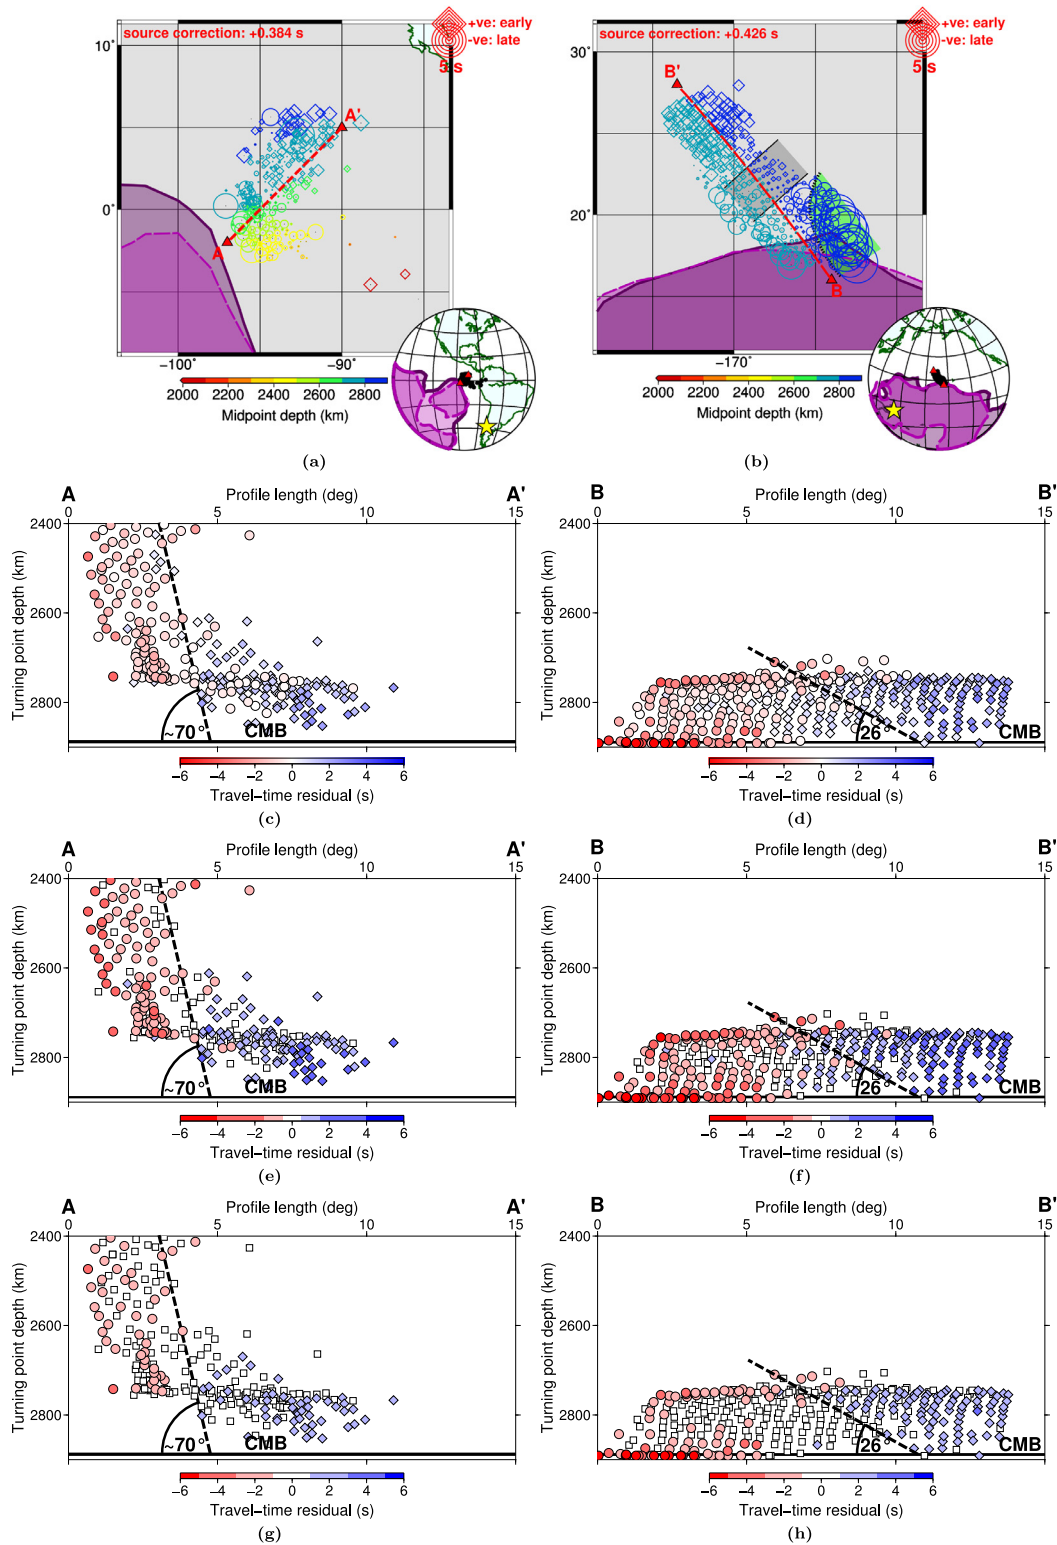 source correction: +0.384 s
+ve: early
-ve: late
5 s
10°
0°
A'
A
−100°
−90°
2000 2200 2400 2600 2800
Midpoint depth (km)
(a)
source correction: +0.426 s
+ve: early
-ve: late
5 s
30°
20°
B'
B
−170°
2000 2200 2400 2600 2800
Midpoint depth (km)
(b)
A Profile length (deg) A'
0 5 10 15
2400
2600
2800
Turning point depth (km)
~70°
CMB
−6 −4 −2 0 2 4 6
Travel−time residual (s)
(c)
B Profile length (deg) B'
0 5 10 15
2400
2600
2800
Turning point depth (km)
26°
CMB
−6 −4 −2 0 2 4 6
Travel−time residual (s)
(d)
A Profile length (deg) A'
0 5 10 15
2400
2600
2800
Turning point depth (km)
~70°
CMB
−6 −4 −2 0 2 4 6
Travel−time residual (s)
(e)
B Profile length (deg) B'
0 5 10 15
2400
2600
2800
Turning point depth (km)
26°
CMB
−6 −4 −2 0 2 4 6
Travel−time residual (s)
(f)
A Profile length (deg) A'
0 5 10 15
2400
2600
2800
Turning point depth (km)
~70°
CMB
−6 −4 −2 0 2 4 6
Travel−time residual (s)
(g)
B Profile length (deg) B'
0 5 10 15
2400
2600
2800
Turning point depth (km)
26°
CMB
−6 −4 −2 0 2 4 6
Travel−time residual (s)
(h)